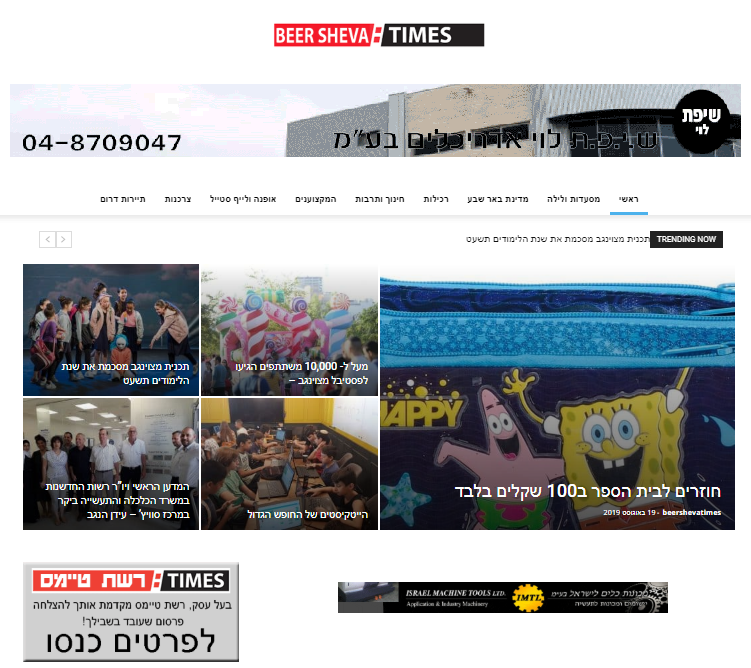 BEER SHEVA TIMES
שיפת
לוי
ש.י.פ.ת לוי אדריכלים בע״מ
04-8709047
ראשי
מסעדות ולילה
מדינת באר שבע
רכילות
חינוך ותרבות
המקצוענים
אופנה ולייף סטייל
צרכנות
תיירות דרום
TRENDING NOW
תכנית מצוינגב מסכמת את שנת הלימודים תשעט
HAPPY
חוזרים לבית הספר ב100 שקלים בלבד
beershevatimes - 19 באוגוסט 2019
מעל ל- 10,000 משתתפים הגיעו
לפסטיבל מצוינגב –
תכנית מצוינגב מסכמת את שנת
הלימודים תשעט
הייטקיסטים של החופש הגדול
המדען הראשי ויו"ר רשות החדשנות
במשרד הכלכלה והתעשייה ביקר
במרכז סוויץ' – עידן הנגב
ISRAEL MACHINE TOOLS LTD.
Application & Industry Machinery
IMTL
מכונות כלים לישראל בע״מ
רשת טיימס TIMES
בעל עסק, רשת טיימס מקדמת אותך להצלחה
פרסום שעובד בשבילך!
לפרטים כנסו